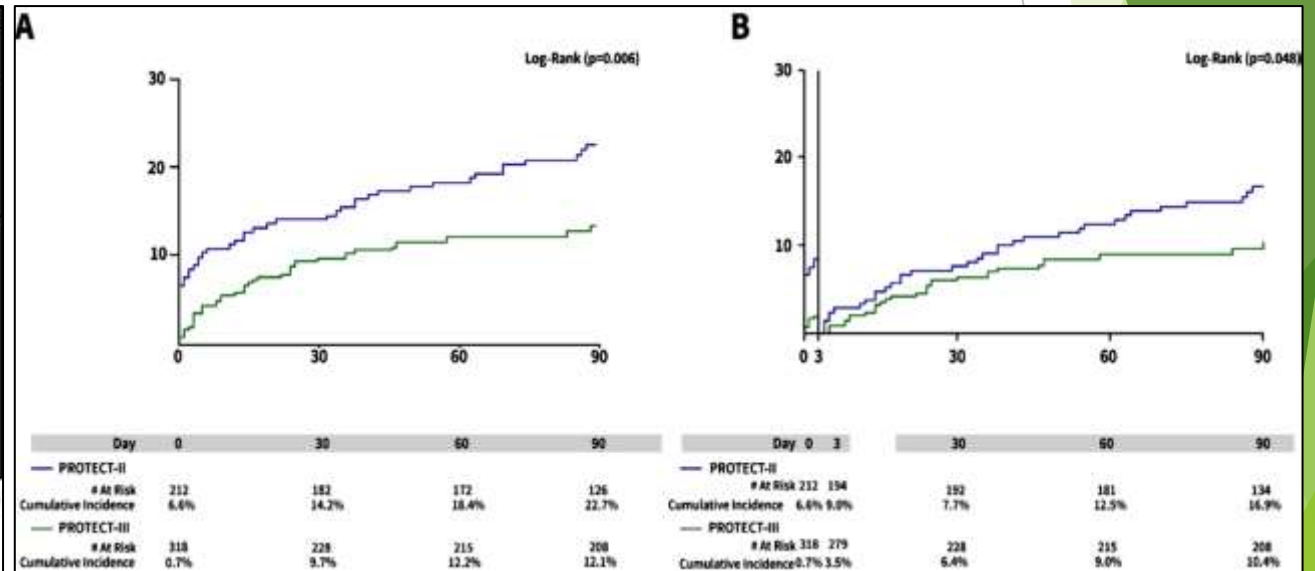 A
Log-Rank (p=0.006)
30
20
10
0 30 60 90
Day 0 30 60 90
PROTECT-II
# At Risk 212 182 172 126
Cumulative Incidence 6.6% 14.2% 18.4% 22.7%
PROTECT-III
# At Risk 318 228 215 208
Cumulative Incidence 0.7% 9.7% 12.2% 12.1%
B
Log-Rank (p=0.048)
30
20
10
0 3 30 60 90
Day 0 3 30 60 90
PROTECT-II
# At Risk 212 194 192 181 134
Cumulative Incidence 6.6% 9.0% 7.7% 12.5% 16.9%
PROTECT-III
# At Risk 318 279 228 215 208
Cumulative Incidence 0.7% 3.5% 6.4% 9.0% 10.4%